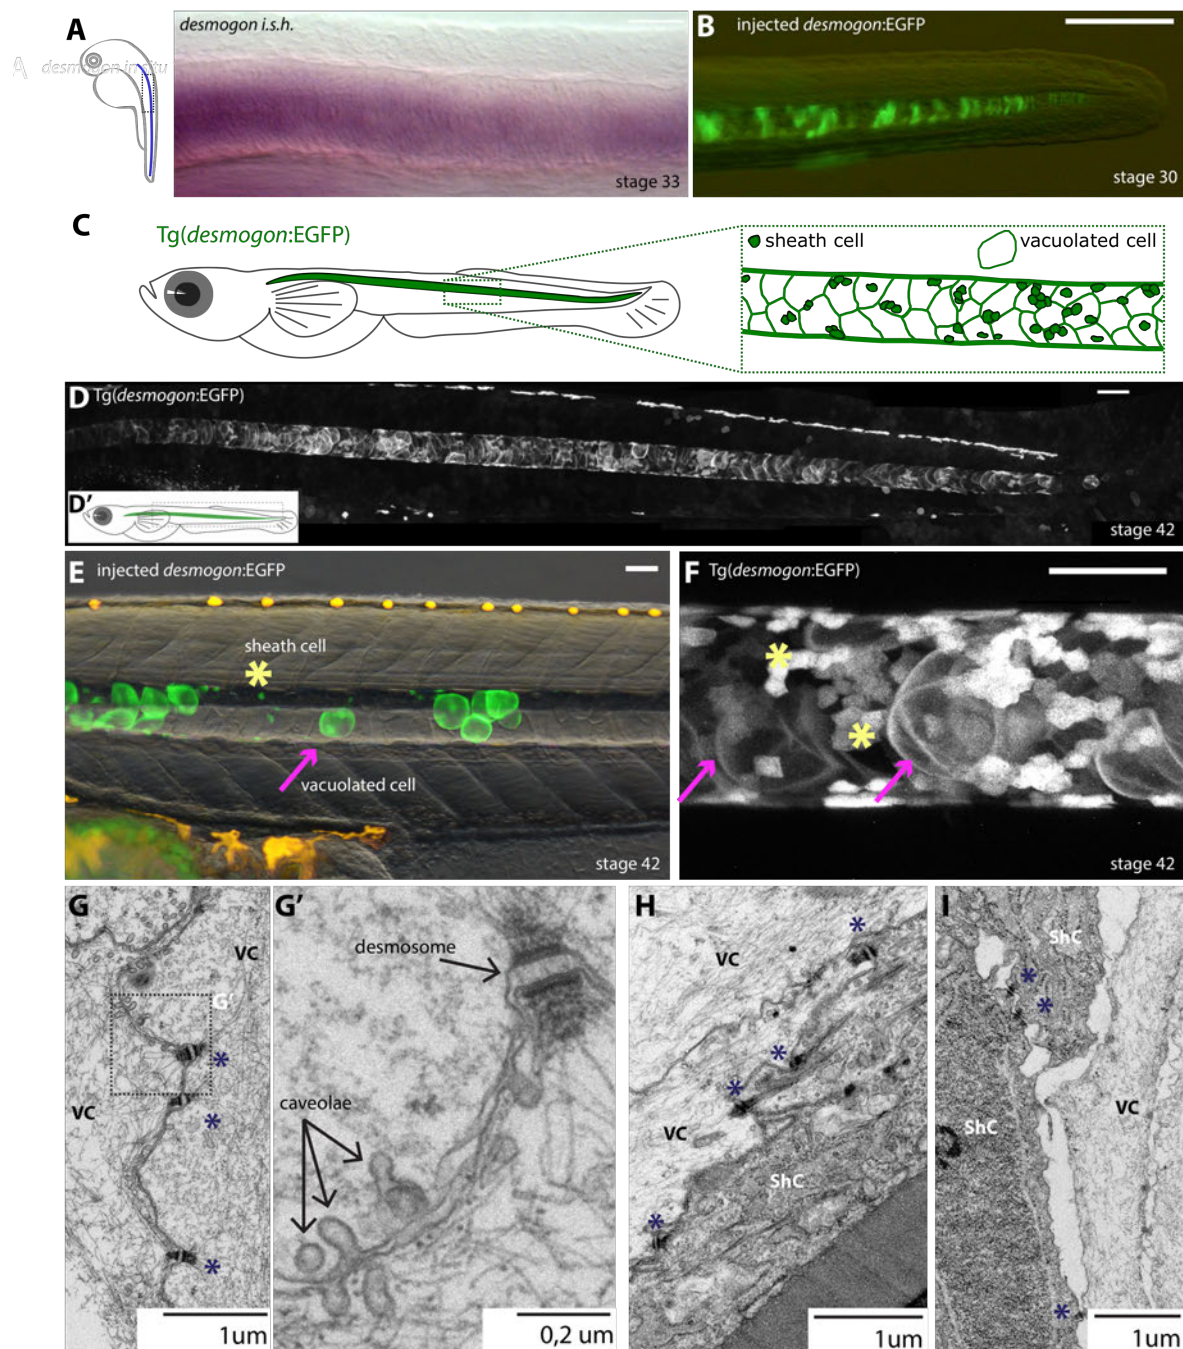 A
desmogon i.s.h.
A desmogon in situ
stage 33
B
injected desmogon:EGFP
stage 30
C
Tg(desmogon:EGFP)
sheath cell
vacuolated cell
D Tg(desmogon:EGFP)
D'
stage 42
E injected desmogon:EGFP
sheath cell
*
vacuolated cell
stage 42
F Tg(desmogon:EGFP)
*
*
stage 42
G
VC
G'
*
VC
*
*
1um
G'
desmosome
caveolae
0,2 um
H
*
VC
*
*
VC
ShC
*
1um
I
ShC
*
*
VC
ShC
*
1um